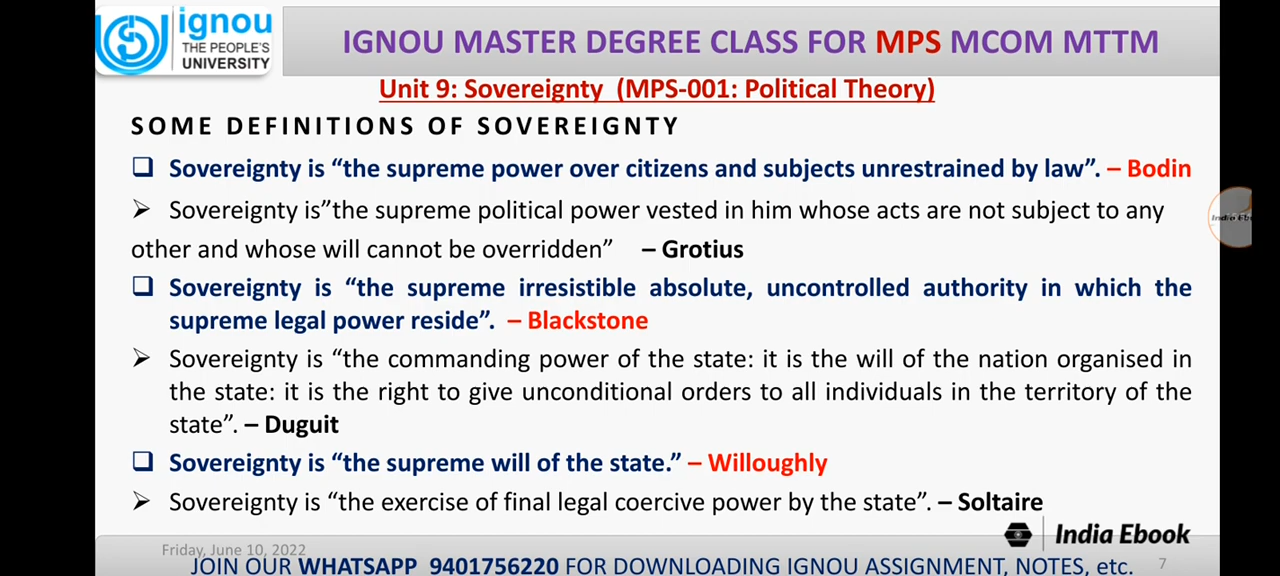 ignou
THE PEOPLE'S
UNIVERSITY
IGNOU MASTER DEGREE CLASS FOR MPS MCOM MTTM
Unit 9: Sovereignty (MPS-001: Political Theory)
SOME DEFINITIONS OF SOVEREIGNTY
❑ Sovereignty is “the supreme power over citizens and subjects unrestrained by law”. – Bodin
➢ Sovereignty is”the supreme political power vested in him whose acts are not subject to any
other and whose will cannot be overridden” – Grotius
❑ Sovereignty is “the supreme irresistible absolute, uncontrolled authority in which the
supreme legal power reside”. – Blackstone
➢ Sovereignty is “the commanding power of the state: it is the will of the nation organised in
the state: it is the right to give unconditional orders to all individuals in the territory of the
state”. – Duguit
❑ Sovereignty is “the supreme will of the state.” – Willoughly
➢ Sovereignty is “the exercise of final legal coercive power by the state”. – Soltaire
India Eb
India Ebook
Friday, June 10, 2022
JOIN OUR WHATSAPP 9401756220 FOR DOWNLOADING IGNOU ASSIGNMENT, NOTES, etc.
7